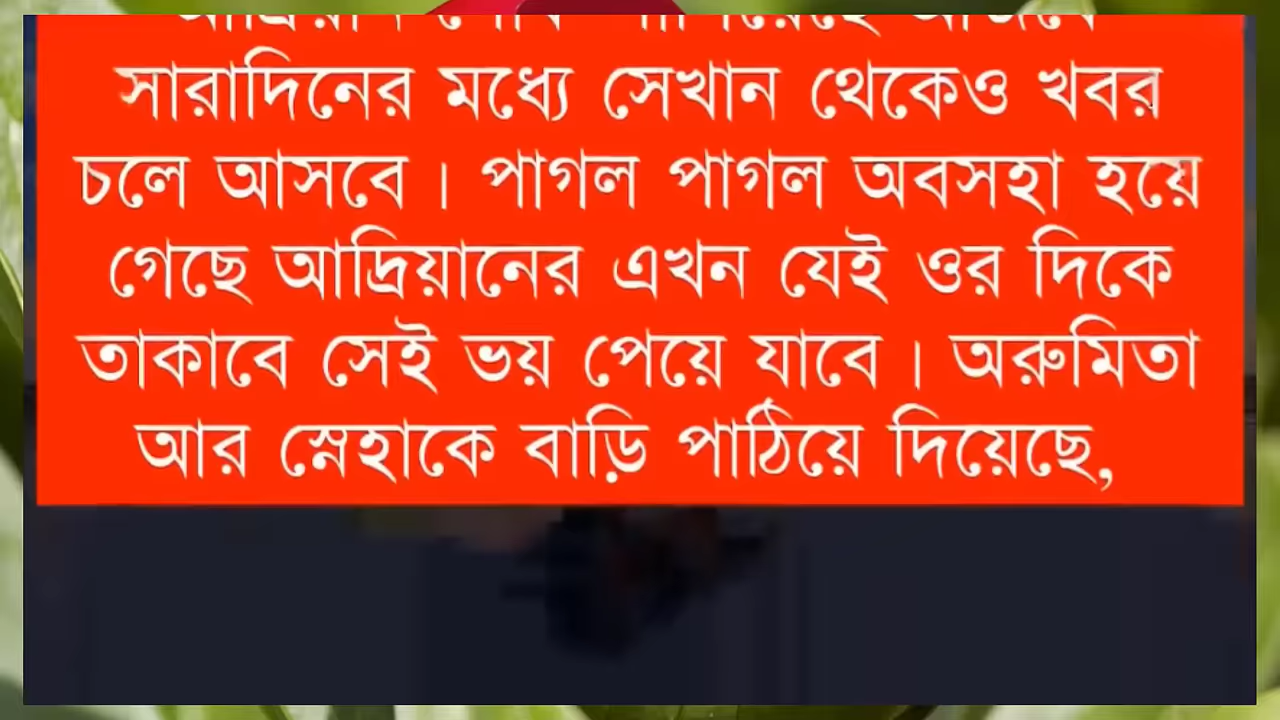 সারাদিনের মধ্যে সেখান থেকেও খবর
চলে আসবে। পাগল পাগল অবসহা হয়ে
গেছে আদ্রিয়ানের এখন যেই ওর দিকে
তাকাবে সেই ভয় পেয়ে যাবে। অরুমিতা
আর স্নেহাকে বাড়ি পাঠিয়ে দিয়েছে,